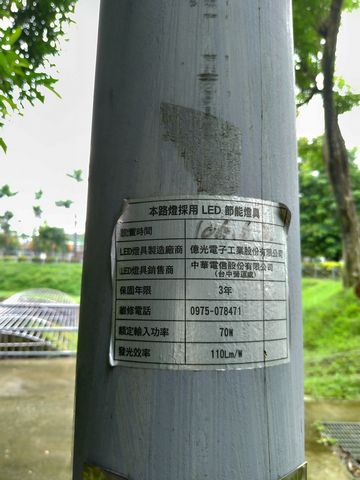 本路燈採用 LED 節能燈具
設置時間
LED燈具製造廠商 億光電子工業股份有限公司
LED燈具銷售商 中華電信股份有限公司
(台中營運處)
保固年限 3年
維修電話 0975-078471
額定輸入功率 70W
發光效率 110Lm/W